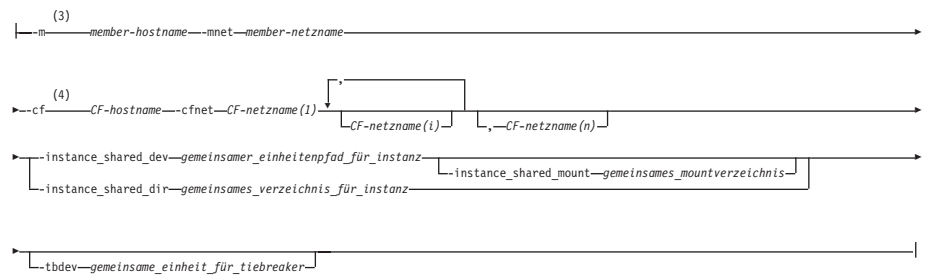 (3)
-m member-hostname -mnet member-netzname
,
(4)
-cf CF-hostname -cfnet CF-netzname(1)
CF-netzname(i) , CF-netzname(n)
-instance_shared_dev gemeinsamer_einheitenpfad_für_instanz
-instance_shared_mount gemeinsames_mountverzeichnis
-instance_shared_dir gemeinsames_verzeichnis_für_instanz
-tbdev gemeinsame_einheit_für_tiebreaker